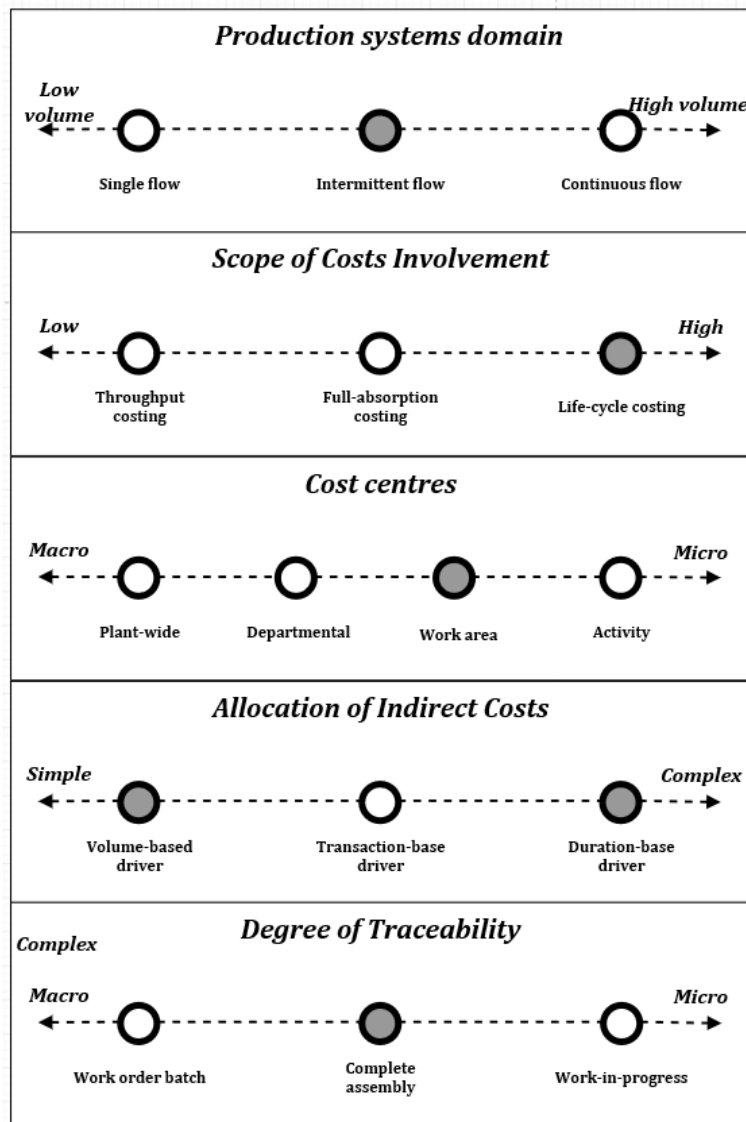 Production systems domain
Low
volume
High volume
Single flow
Intermittent flow
Continuous flow
Scope of Costs Involvement
Low
High
Throughput
costing
Full-absorption
costing
Life-cycle costing
Cost centres
Macro
Micro
Plant-wide
Departmental
Work area
Activity
Allocation of Indirect Costs
Simple
Complex
Volume-based
driver
Transaction-base
driver
Duration-base
driver
Degree of Traceability
Complex
Macro
Micro
Work order batch
Complete
assembly
Work-in-progress